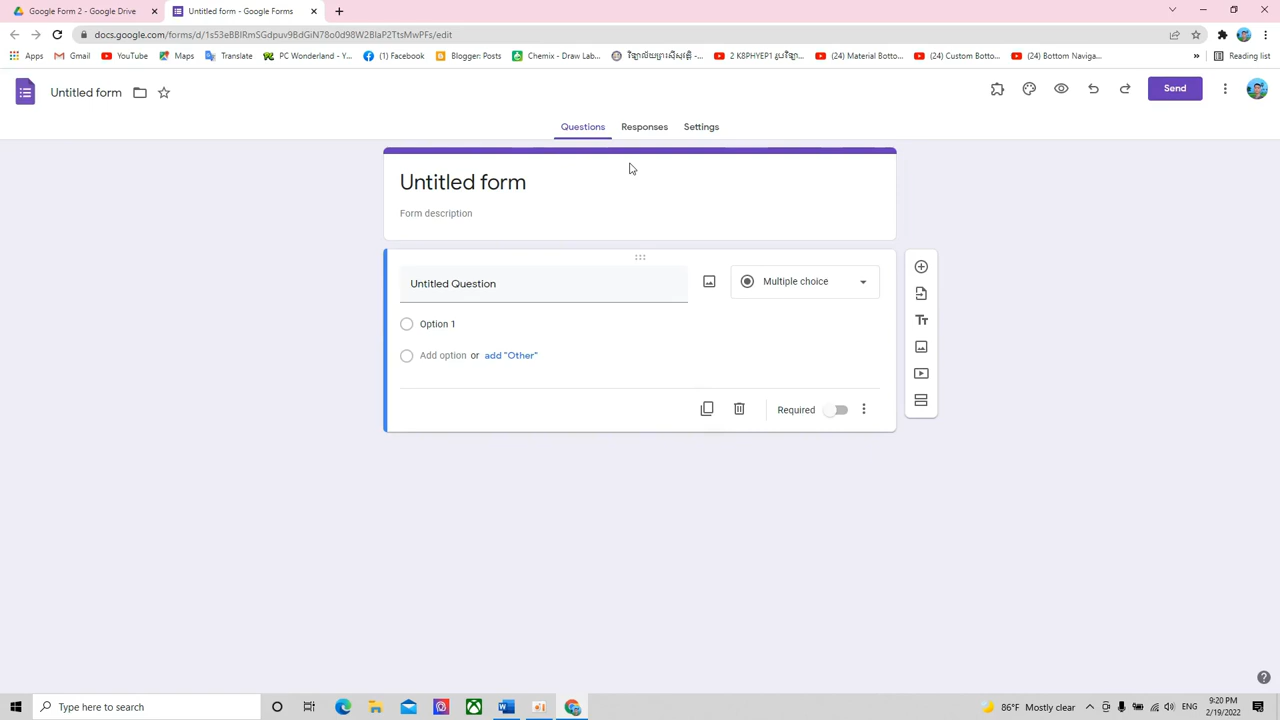 Google Form 2 - Google Drive
Untitled form - Google Forms
docs.google.com/forms/d/1s53eBBIRmSGdpuv9BdGiN78o0d98W2BlaP2TtsMwPFs/edit
Apps
Gmail
YouTube
Maps
Translate
PC Wonderland - Y...
(1) Facebook
Blogger: Posts
Chemix - Draw Lab...
2 K8PHYEP1
(24) Material Botto...
(24) Custom Botto...
(24) Bottom Naviga...
»
Reading list
Untitled form
Send
Questions
Responses
Settings
Untitled form
Form description
Untitled Question
Multiple choice
Option 1
Add option or add "Other"
Required
Type here to search
86°F Mostly clear
ENG
9:20 PM
2/19/2022